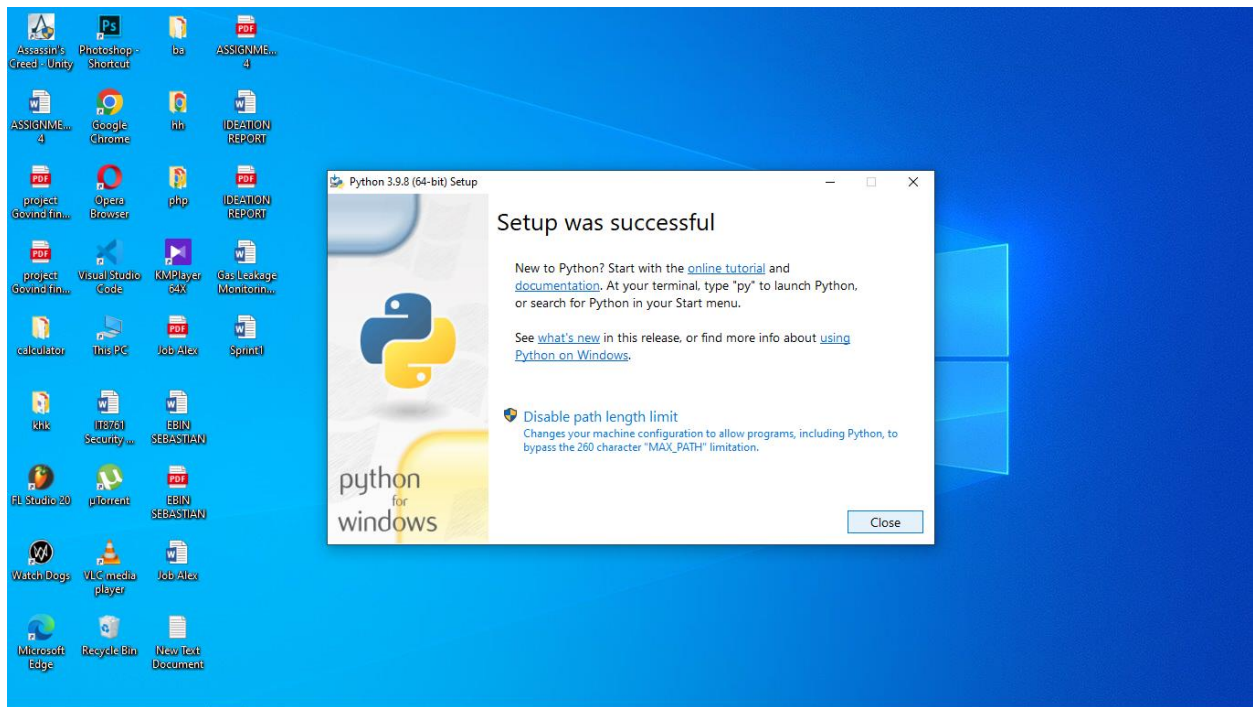 Assassin's
Creed - Unity
Photoshop -
Shortcut
ba
ASSIGNME...
4
ASSIGNME...
4
Google
Chrome
hh
IDEATION
REPORT
project
Govind fin...
Opera
Browser
php
IDEATION
REPORT
project
Govind fin...
Visual Studio
Code
KMPlayer
64X
Gas Leakage
Monitorin...
calculator
This PC
Job Alex
Sprint1
khk
IT8761
Security ...
EBIN
SEBASTIAN
FL Studio 20
µTorrent
EBIN
SEBASTIAN
Watch Dogs
VLC media
player
Job Alex
Microsoft
Edge
Recycle Bin
New Text
Document
Ps
PDF
W
W
PDF
PDF
PDF
W
PDF
W
W
W
PDF
W
Python 3.9.8 (64-bit) Setup
Setup was successful
New to Python? Start with the online tutorial and
documentation. At your terminal, type "py" to launch Python,
or search for Python in your Start menu.
See what's new in this release, or find more info about using
Python on Windows.
Disable path length limit
Changes your machine configuration to allow programs, including Python, to
bypass the 260 character "MAX_PATH" limitation.
python
for
windows
Close